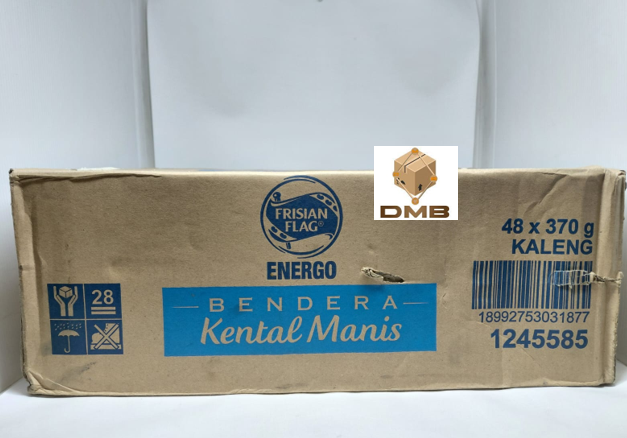 DMB
FRISIAN
FLAG®
ENERGO
BENDERA
Kental Manis
28
48 x 370 g
KALENG
18992753031877
1245585